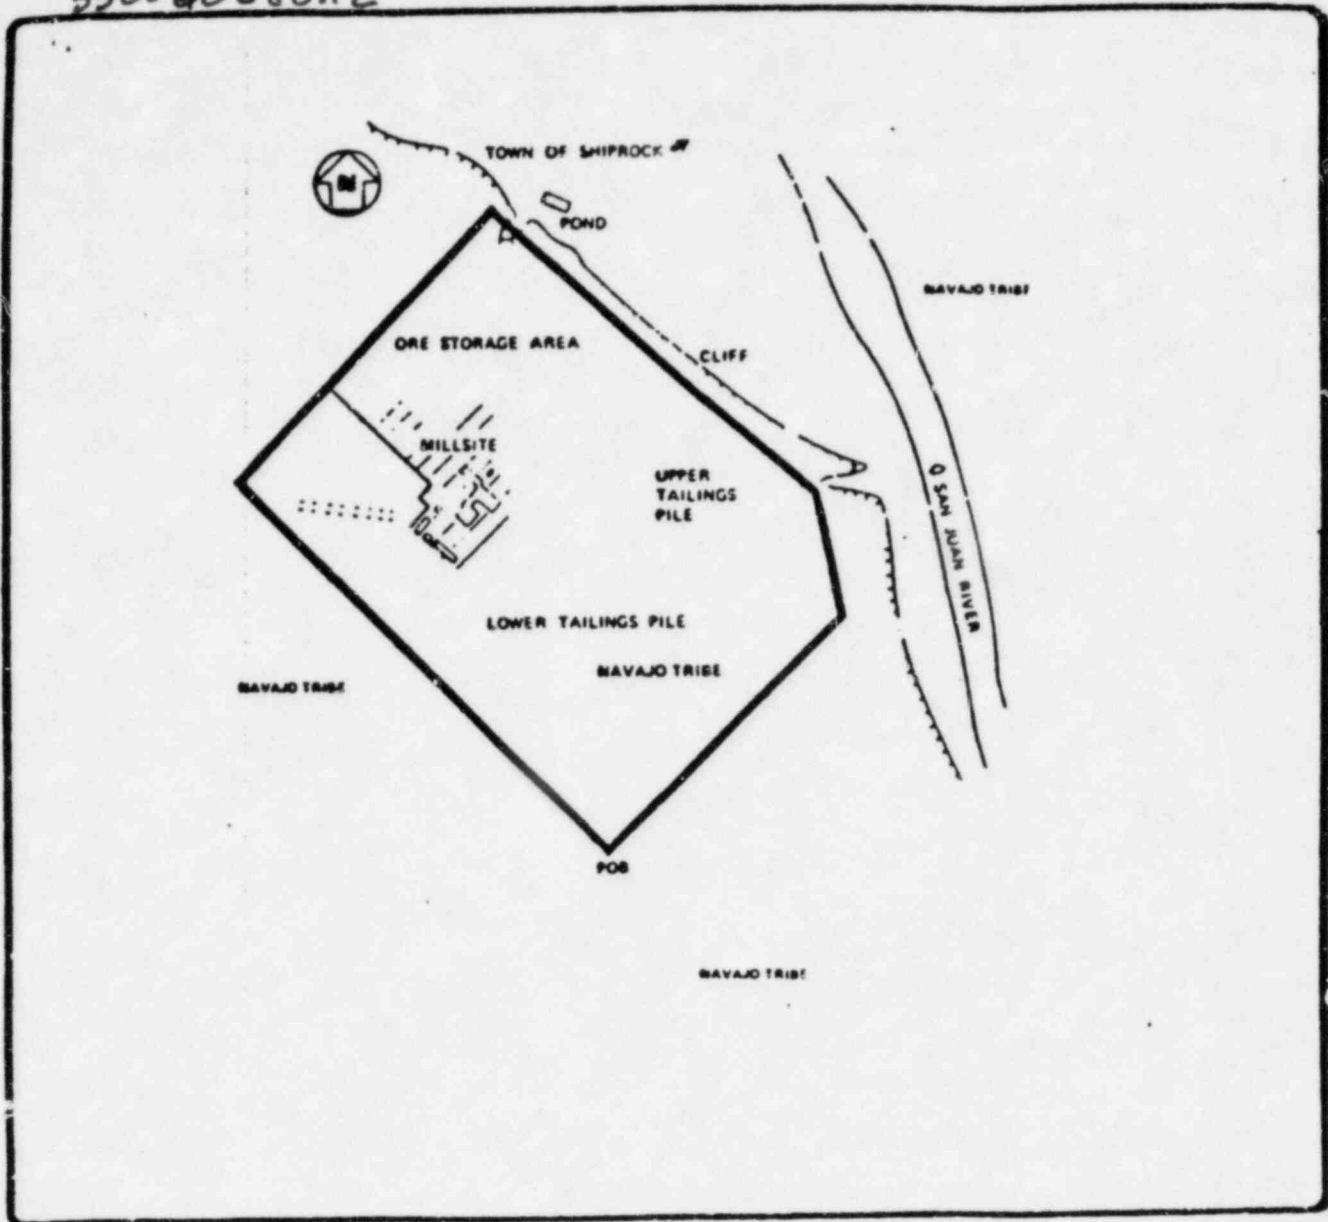 TOWN OF SHIPROCK
N
POND
NAVAJO TRIBE
ORE STORAGE AREA
CLIFF
MILLSITE
UPPER
TAILINGS
PILE
SAN JUAN RIVER
LOWER TAILINGS PILE
NAVAJO TRIBE
NAVAJO TRIBE
POB
NAVAJO TRIBE